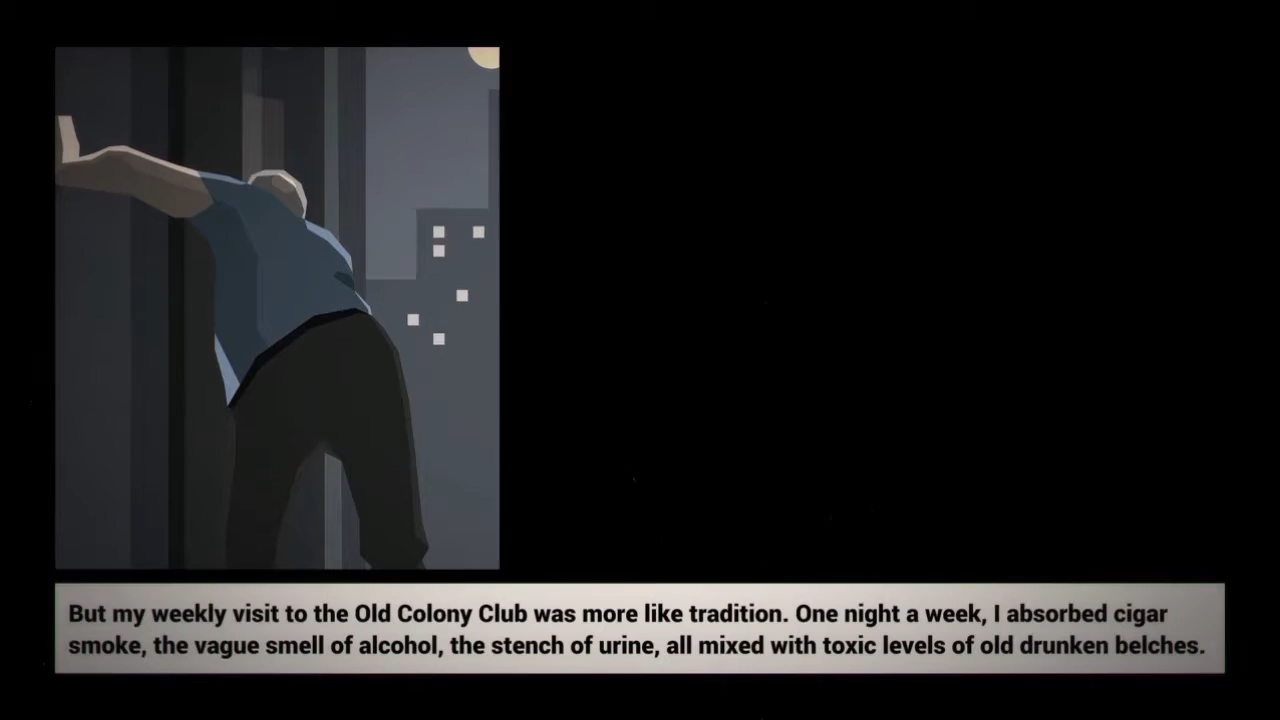 But my weekly visit to the Old Colony Club was more like tradition. One night a week, I absorbed cigar
smoke, the vague smell of alcohol, the stench of urine, all mixed with toxic levels of old drunken belches.